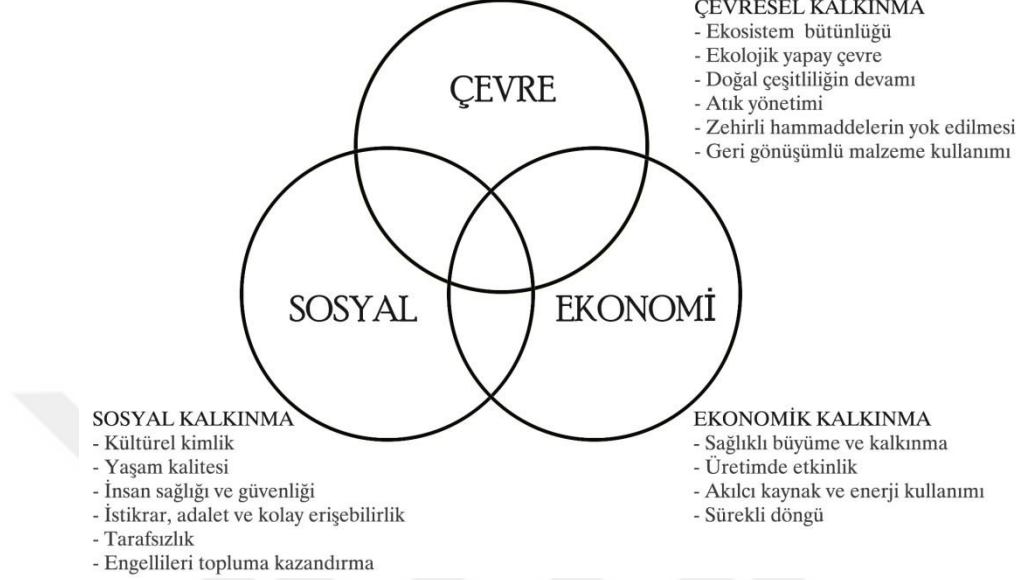 ÇEVRESEL KALKINMA
- Ekosistem bütünlüğü
- Ekolojik yapay çevre
- Doğal çeşitliliğin devamı
- Atık yönetimi
- Zehirli hammaddelerin yok edilmesi
- Geri gönüşümlü malzeme kullanımı
ÇEVRE
SOSYAL
EKONOMİ
SOSYAL KALKINMA
- Kültürel kimlik
- Yaşam kalitesi
- İnsan sağlığı ve güvenliği
- İstikrar, adalet ve kolay erişebilirlik
- Tarafsızlık
- Engellileri topluma kazandırma
EKONOMİK KALKINMA
- Sağlıklı büyüme ve kalkınma
- Üretimde etkinlik
- Akılcı kaynak ve enerji kullanımı
- Sürekli döngü